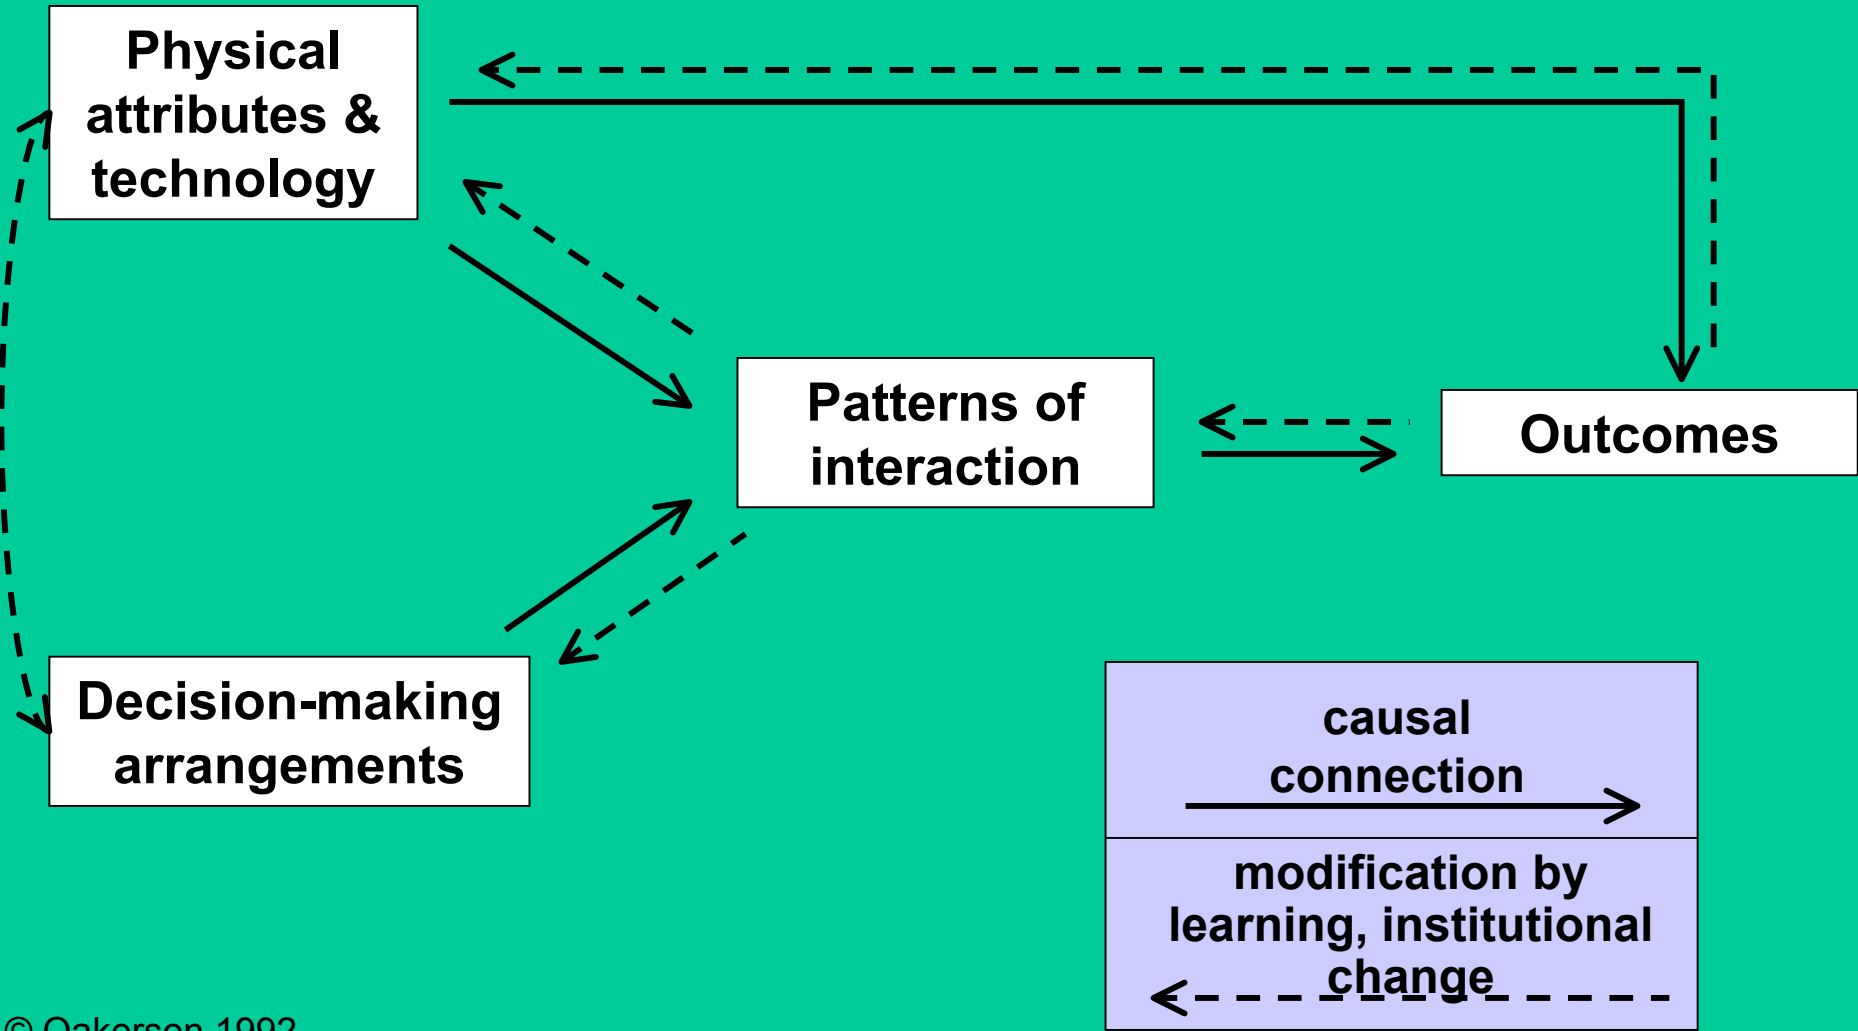 Physical
attributes &
technology
Patterns of
interaction
Outcomes
Decision-making
arrangements
causal
connection
modification by
learning, institutional
change
© Oakerson 1992